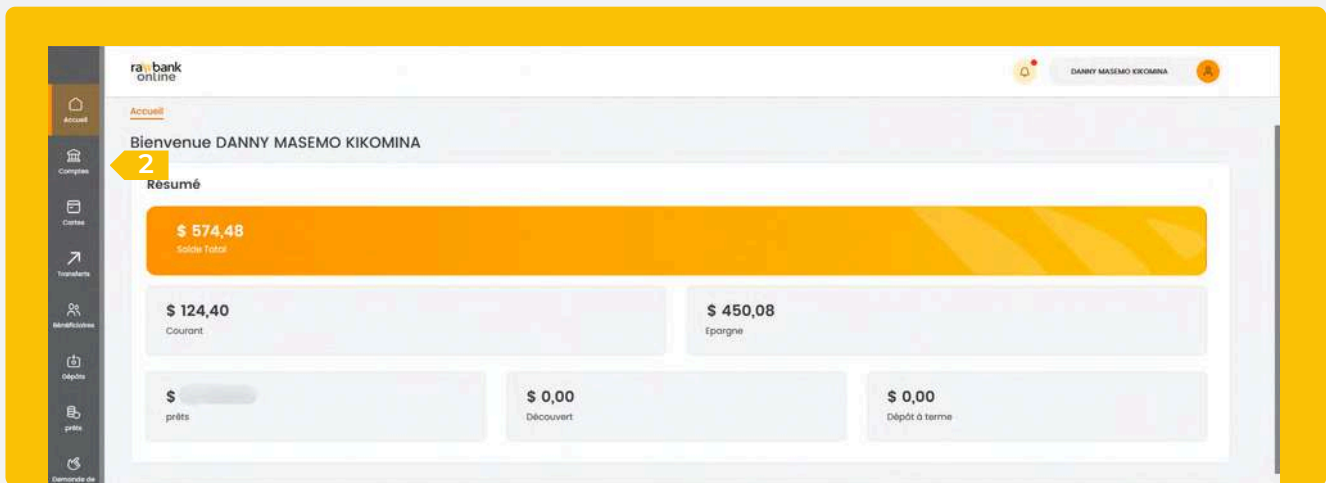 rawbank
online
DANNY MASEMO KIKOMINA
Accueil
Accueil
Bienvenue DANNY MASEMO KIKOMINA
Comptes
2
Résumé
Cartes
$ 574,48
Solde Total
Transferts
Bénéficiaires
$ 124,40
Courant
$ 450,08
Epargne
Dépôts
$
prêts
$ 0,00
Découvert
$ 0,00
Dépôt à terme
prêts
Demande de